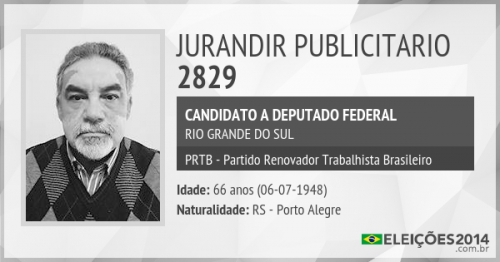 JURANDIR PUBLICITARIO
2829
CANDIDATO A DEPUTADO FEDERAL
RIO GRANDE DO SUL
PRTB - Partido Renovador Trabalhista Brasileiro
Idade: 66 anos (06-07-1948)
Naturalidade: RS - Porto Alegre
ELEIÇÕES2014
.com.br